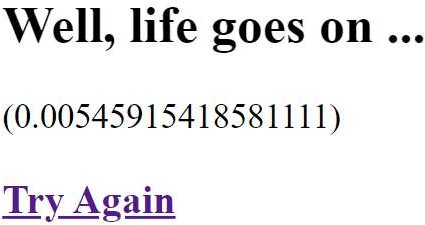 Well, life goes on ...
(0.00545915418581111)
Try Again